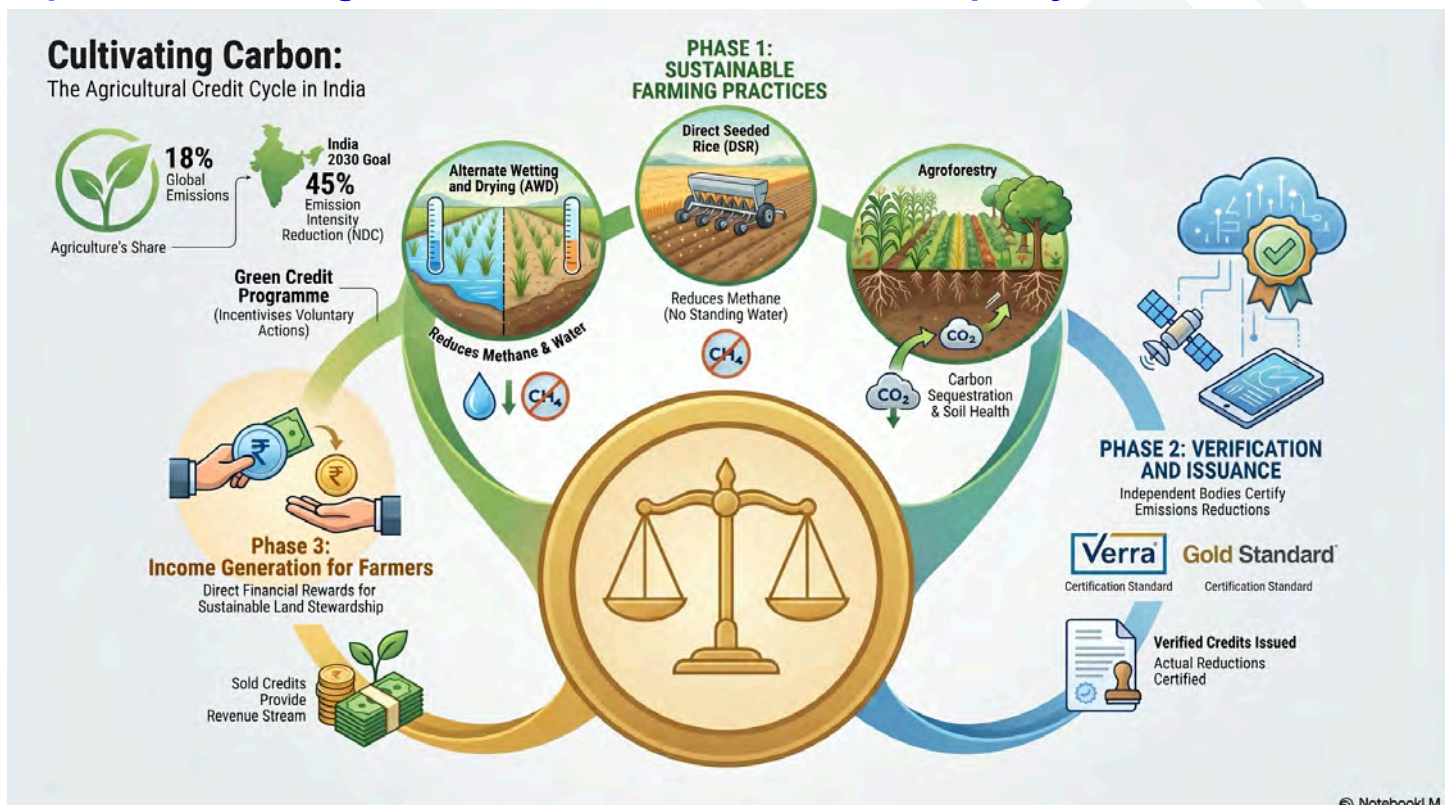 Cultivating Carbon:
The Agricultural Credit Cycle in India
18%
Global
Emissions
Agriculture's Share
India
2030 Goal
45%
Emission
Intensity
Reduction (NDC)
Green Credit
Programme
(Incentivises Voluntary
Actions)
PHASE 1:
SUSTAINABLE
FARMING PRACTICES
Alternate Wetting
and Drying (AWD)
Reduces Methane & Water
CH₄
Direct Seeded
Rice (DSR)
Reduces Methane
(No Standing Water)
CH₄
Agroforestry
CO₂
CO₂
Carbon
Sequestration
& Soil Health
PHASE 2: VERIFICATION
AND ISSUANCE
Independent Bodies Certify
Emissions Reductions
Verra
Certification Standard
Gold Standard
Certification Standard
Verified Credits Issued
Actual Reductions
Certified
₹
₹
Phase 3:
Income Generation for Farmers
Direct Financial Rewards for
Sustainable Land Stewardship
Sold Credits
Provide
Revenue Stream
₹
NotebookLM